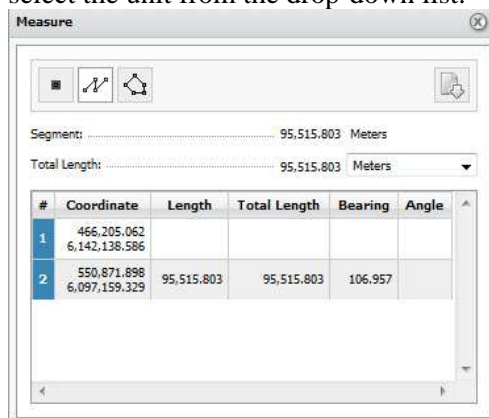 select the unit from the drop-down list.
Measure
Segment: 95,515.803 Meters
Total Length: 95,515.803 Meters
# Coordinate Length Total Length Bearing Angle
1 466,205.062
6,142,138.586
2 550,871.898 95,515.803 95,515.803 106.957
6,097,159.329